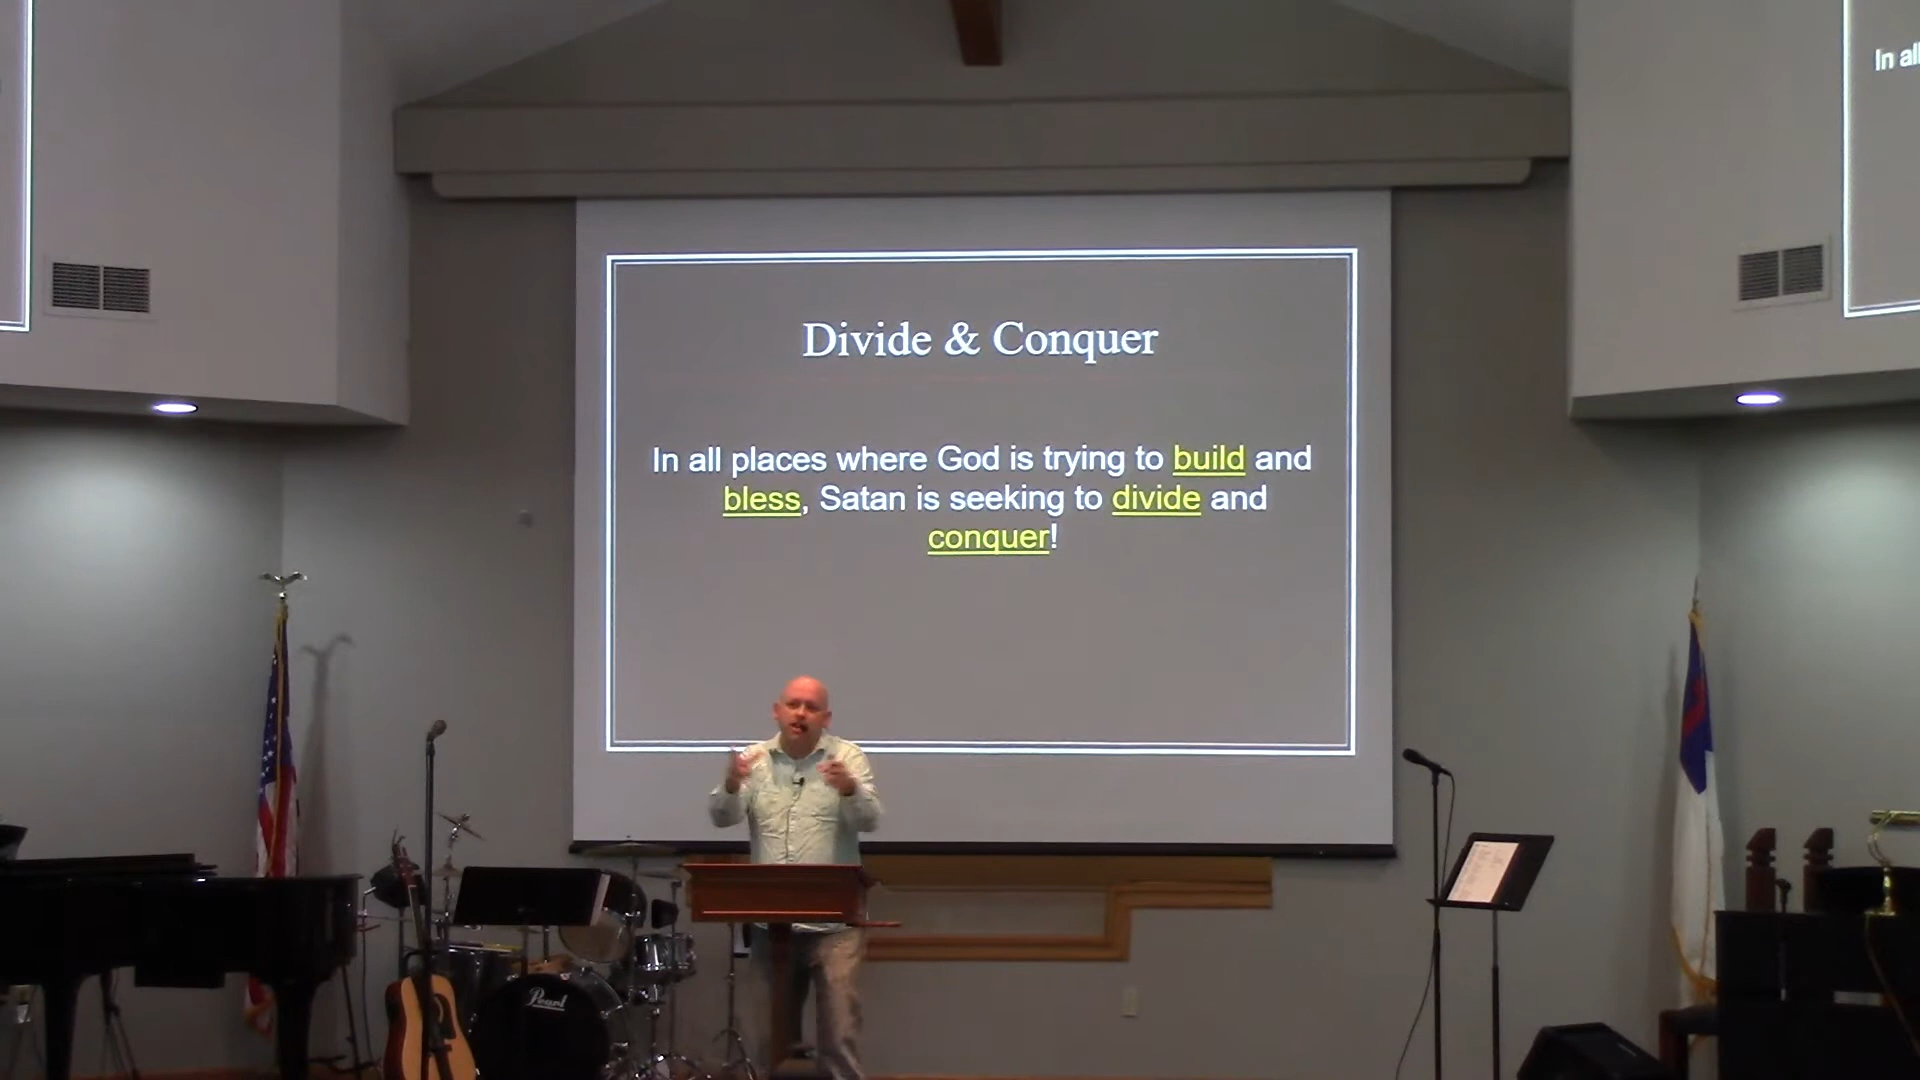 Divide & Conquer
In all places where God is trying to build and
bless, Satan is seeking to divide and
conquer!
In all
Pearl